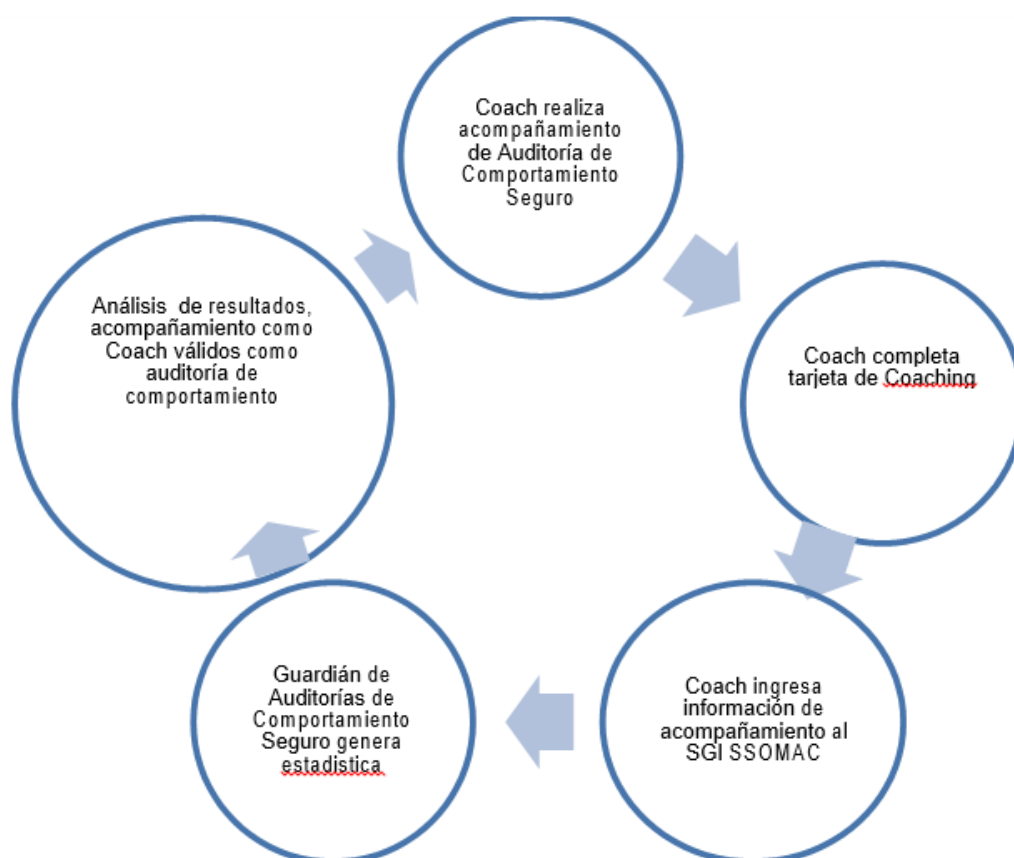 Coach realiza
acompañamiento
de Auditoría de
Comportamiento
Seguro
Coach completa
tarjeta de Coaching
Coach ingresa
información de
acompañamiento al
SGI SSOMAC
Guardián de
Auditorías de
Comportamiento
Seguro genera
estadistica
Análisis de resultados,
acompañamiento como
Coach válidos como
auditoría de
comportamiento